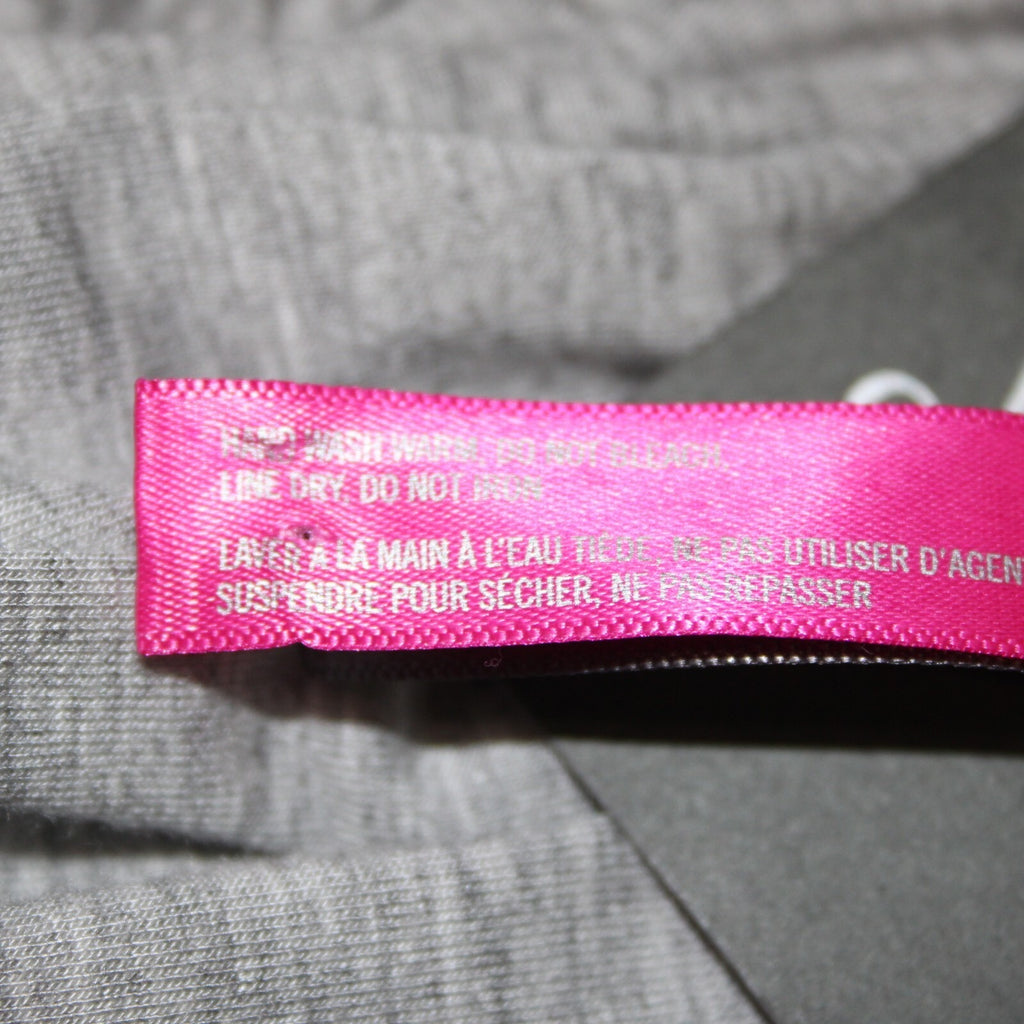 HAND WASH WARM, DO NOT BLEACH,
LINE DRY, DO NOT IRON
LAVER À LA MAIN À L'EAU TIÈDE, NE PAS UTILISER D'AGEN
SUSPENDRE POUR SÉCHER, NE PAS REPASSER